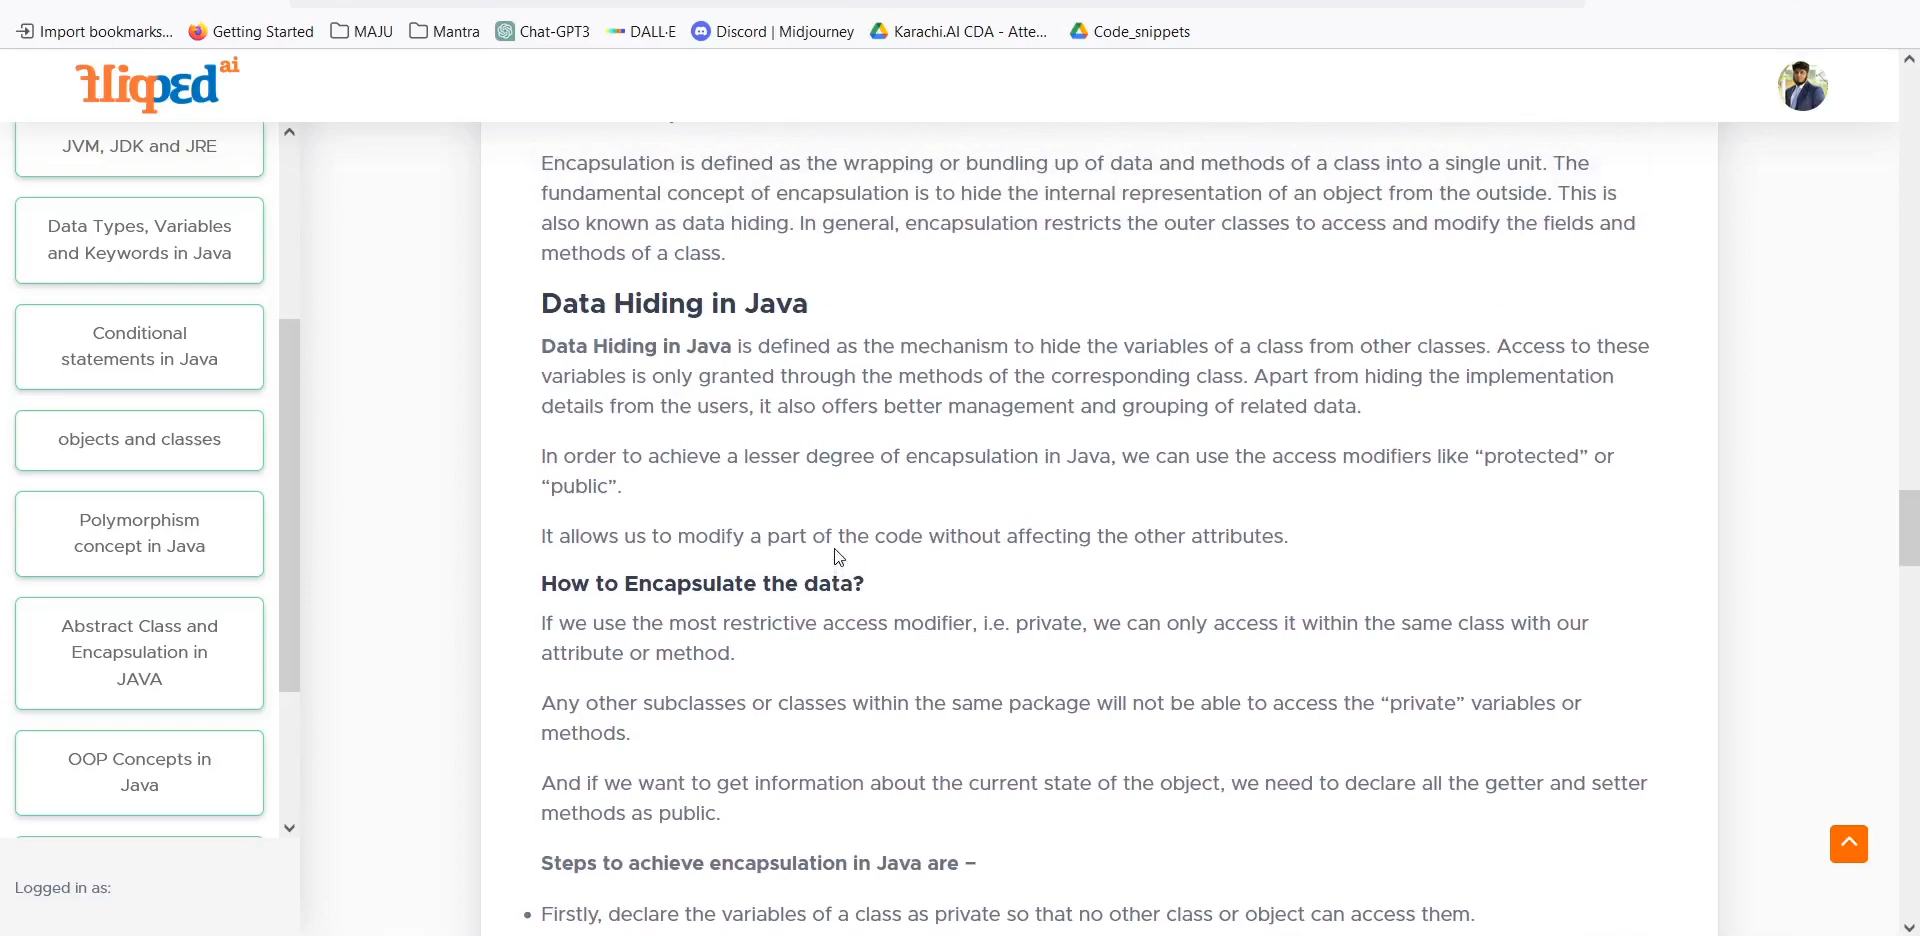 Import bookmarks... Getting Started MAJU Mantra Chat-GPT3 DALL·E Discord | Midjourney Karachi.AI CDA - Atte... Code_snippets
flipped ai
JVM, JDK and JRE
Data Types, Variables
and Keywords in Java
Conditional
statements in Java
objects and classes
Polymorphism
concept in Java
Abstract Class and
Encapsulation in
JAVA
OOP Concepts in
Java
Logged in as:
Encapsulation is defined as the wrapping or bundling up of data and methods of a class into a single unit. The
fundamental concept of encapsulation is to hide the internal representation of an object from the outside. This is
also known as data hiding. In general, encapsulation restricts the outer classes to access and modify the fields and
methods of a class.
Data Hiding in Java
Data Hiding in Java is defined as the mechanism to hide the variables of a class from other classes. Access to these
variables is only granted through the methods of the corresponding class. Apart from hiding the implementation
details from the users, it also offers better management and grouping of related data.
In order to achieve a lesser degree of encapsulation in Java, we can use the access modifiers like “protected” or
“public”.
It allows us to modify a part of the code without affecting the other attributes.
How to Encapsulate the data?
If we use the most restrictive access modifier, i.e. private, we can only access it within the same class with our
attribute or method.
Any other subclasses or classes within the same package will not be able to access the “private” variables or
methods.
And if we want to get information about the current state of the object, we need to declare all the getter and setter
methods as public.
Steps to achieve encapsulation in Java are –
• Firstly, declare the variables of a class as private so that no other class or object can access them.